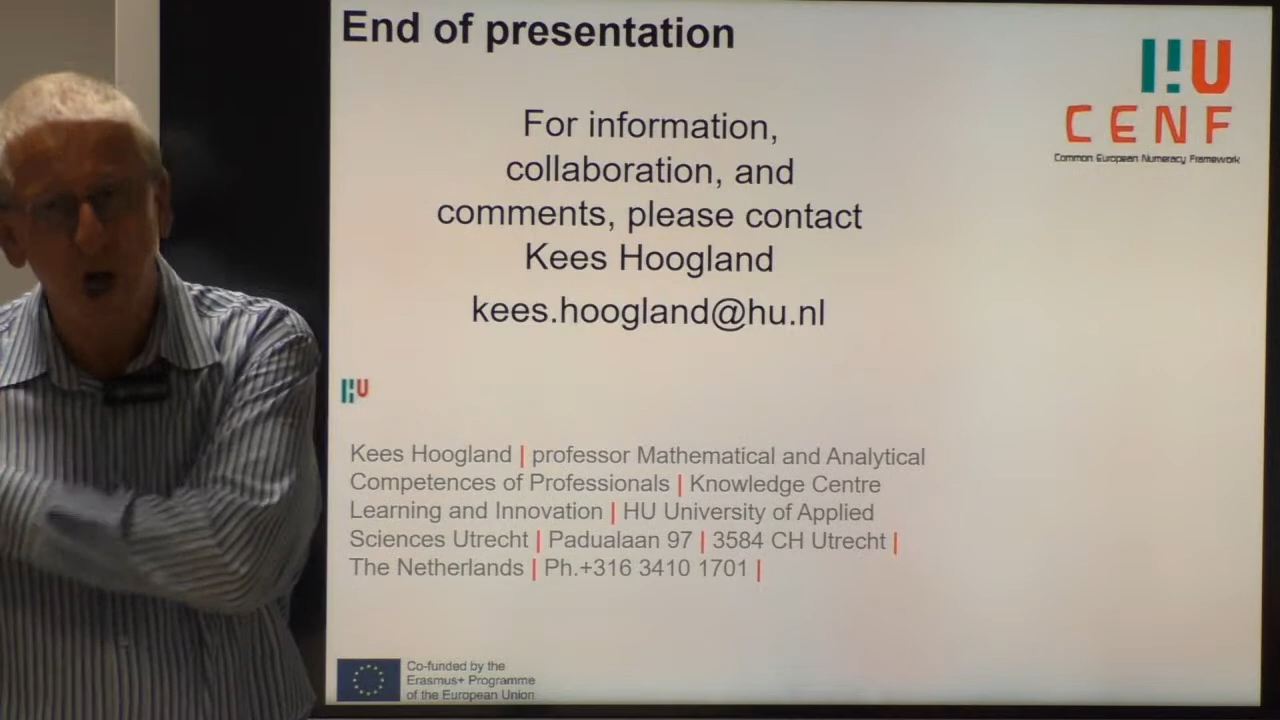 End of presentation
HU
CENF
Common European Numeracy Framework
For information,
collaboration, and
comments, please contact
Kees Hoogland
kees.hoogland@hu.nl
HU
Kees Hoogland | professor Mathematical and Analytical
Competences of Professionals | Knowledge Centre
Learning and Innovation | HU University of Applied
Sciences Utrecht | Padualaan 97 | 3584 CH Utrecht |
The Netherlands | Ph.+316 3410 1701 |
Co-funded by the
Erasmus+ Programme
of the European Union